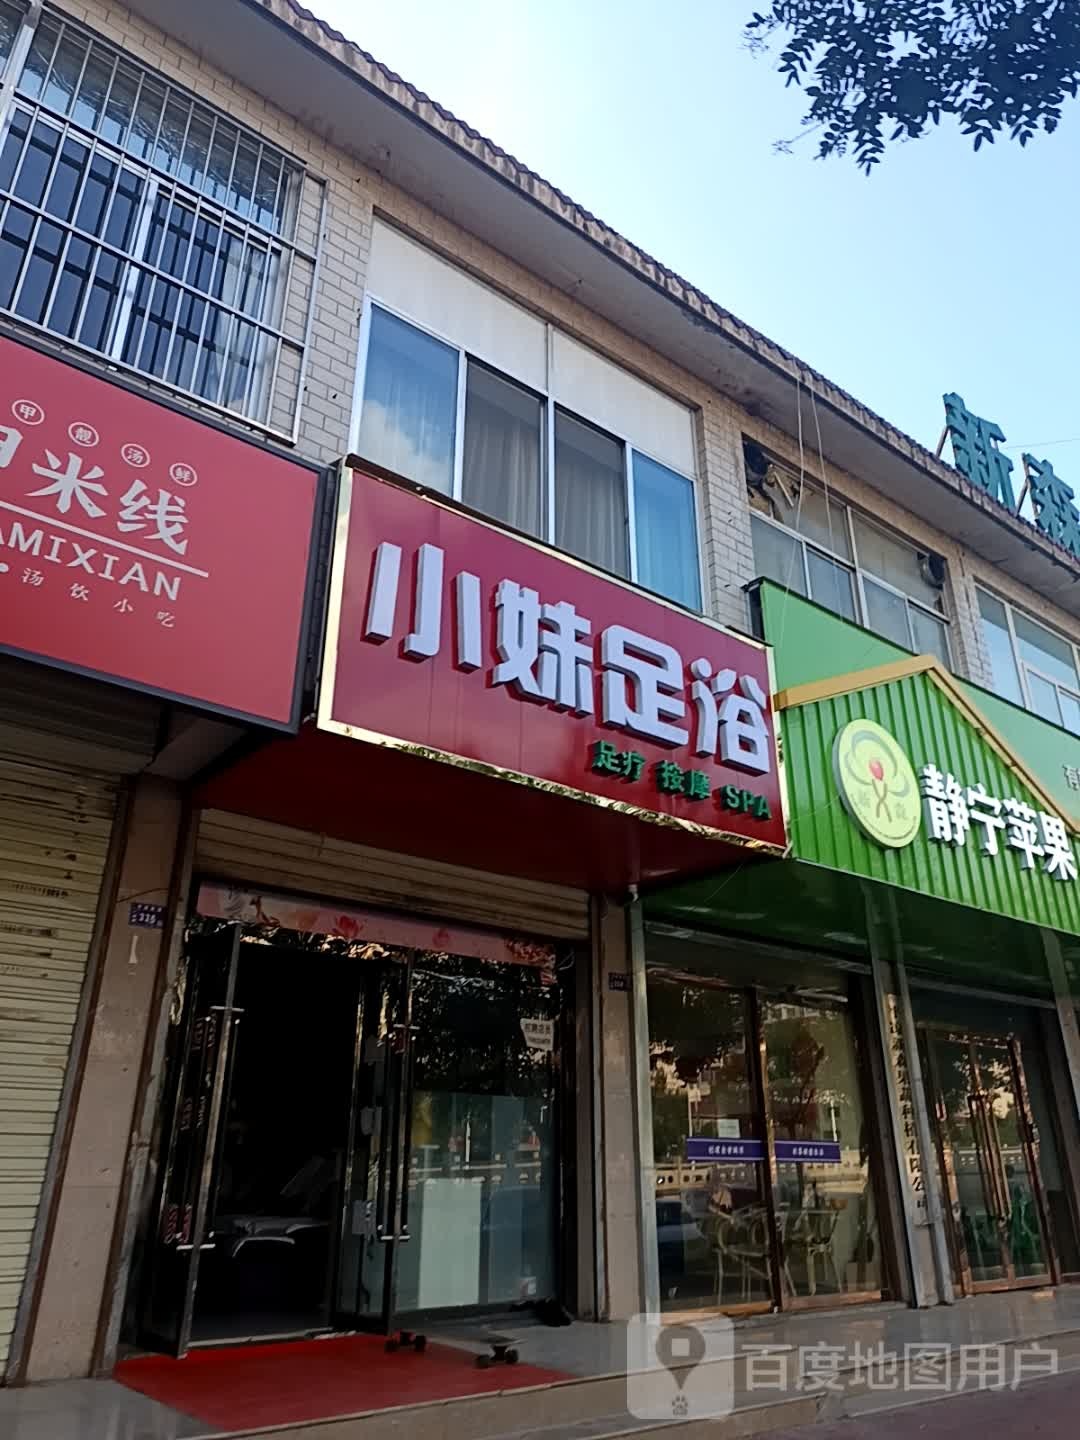 甲靓汤鲜
米线
AMIXIAN
汤饮小吃
小妹足浴
足疗 按摩 SPA
新森
静宁苹果
百度地图用户